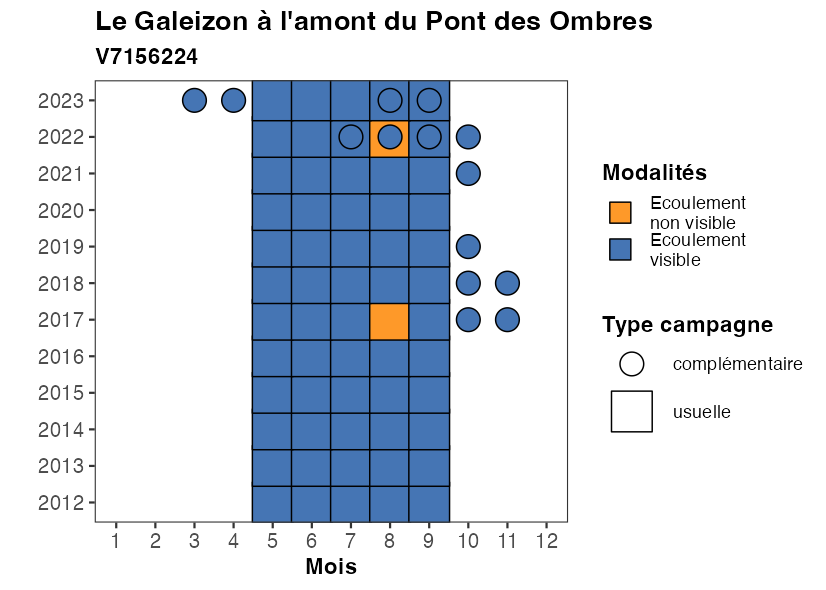 Le Galeizon à l'amont du Pont des Ombres
V7156224
2023
2022
2021
2020
2019
2018
2017
2016
2015
2014
2013
2012
1 2 3 4 5 6 7 8 9 10 11 12
Mois
Modalités
Ecoulement
non visible
Ecoulement
visible
Type campagne
complémentaire
usuelle